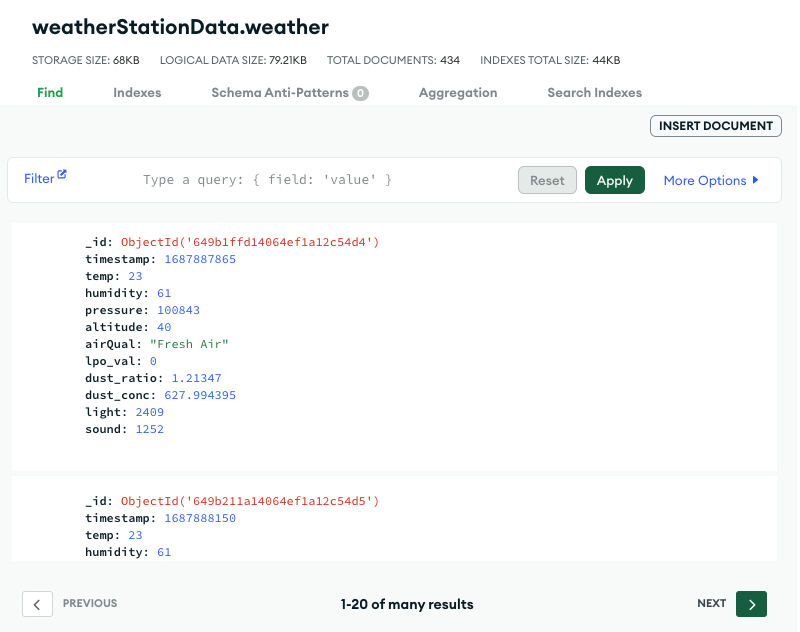 weatherStationData.weather
STORAGE SIZE: 68KB LOGICAL DATA SIZE: 79.21KB TOTAL DOCUMENTS: 434 INDEXES TOTAL SIZE: 44KB
Find Indexes Schema Anti-Patterns 0 Aggregation Search Indexes
INSERT DOCUMENT
Filter Type a query: { field: 'value' } Reset Apply More Options
_id: ObjectId('649b1ffd14064ef1a12c54d4')
timestamp: 1687887865
temp: 23
humidity: 61
pressure: 100843
altitude: 40
airQual: "Fresh Air"
lpo_val: 0
dust_ratio: 1.21347
dust_conc: 627.994395
light: 2409
sound: 1252
_id: ObjectId('649b211a14064ef1a12c54d5')
timestamp: 1687888150
temp: 23
humidity: 61
PREVIOUS 1-20 of many results NEXT